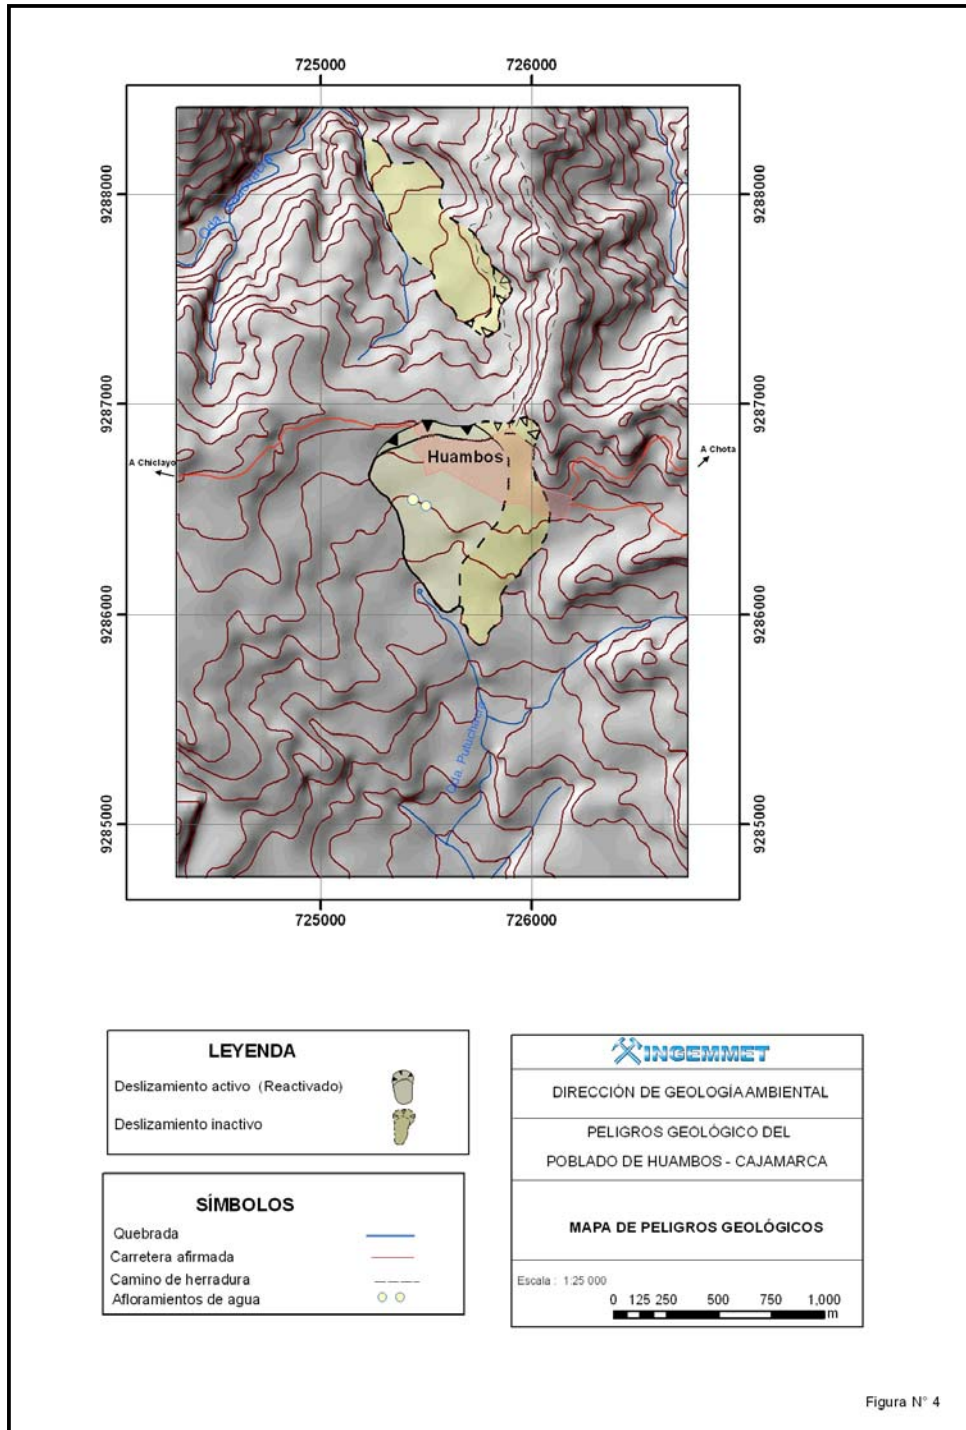 725000 726000
9288000 9288000
Qda.
9287000 9287000
A Chiclayo
Huambos
A Chota
9286000 9286000
Qda.
9285000 9285000
725000 726000
LEYENDA
Deslizamiento activo (Reactivado)
Deslizamiento inactivo
SÍMBOLOS
Quebrada
Carretera afirmada
Camino de herradura
Afloramientos de agua
INGEMMET
DIRECCIÓN DE GEOLOGÍA AMBIENTAL
PELIGROS GEOLÓGICO DEL
POBLADO DE HUAMBOS - CAJAMARCA
MAPA DE PELIGROS GEOLÓGICOS
Escala : 1:25 000
0 125 250 500 750 1,000
m
Figura N° 4